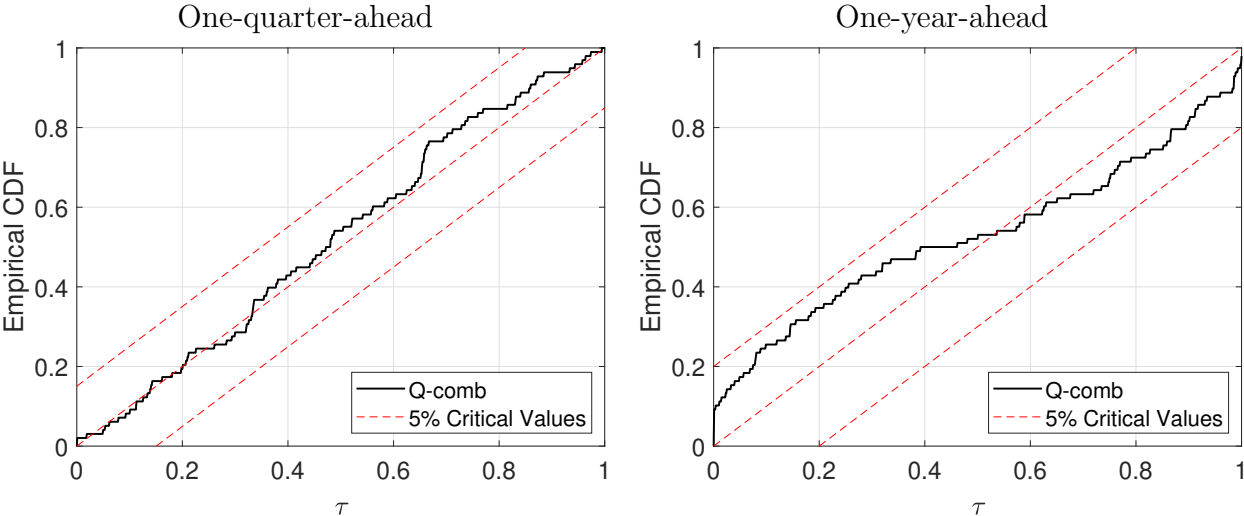 One-quarter-ahead
1
0.8
0.6
0.4
0.2
0
Empirical CDF
Q-comb
5% Critical Values
0 0.2 0.4 0.6 0.8 1
τ
One-year-ahead
1
0.8
0.6
0.4
0.2
0
Empirical CDF
Q-comb
5% Critical Values
0 0.2 0.4 0.6 0.8 1
τ